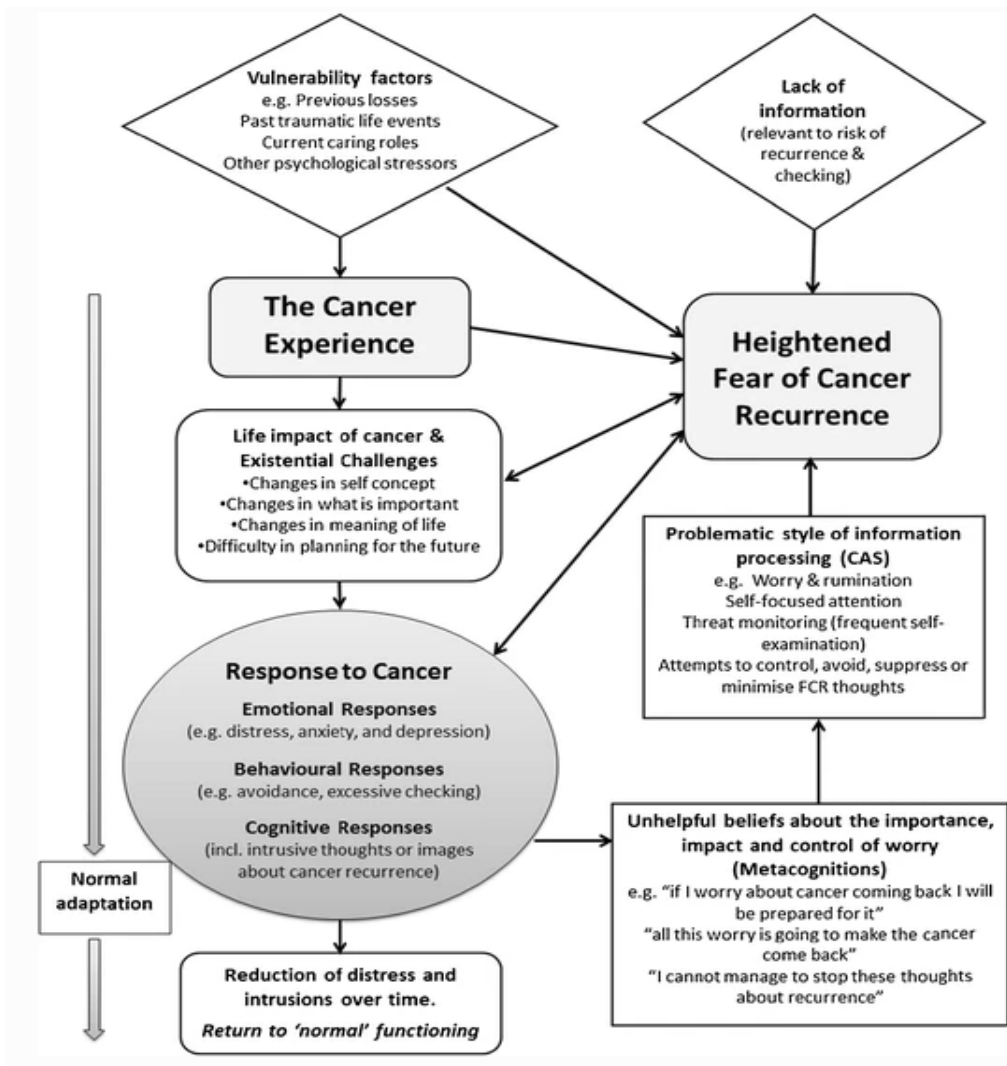 Vulnerability factors
e.g. Previous losses
Past traumatic life events
Current caring roles
Other psychological stressors
Lack of
information
(relevant to risk of
recurrence &
checking)
The Cancer
Experience
Heightened
Fear of Cancer
Recurrence
Life impact of cancer &
Existential Challenges
•Changes in self concept
•Changes in what is important
•Changes in meaning of life
•Difficulty in planning for the future
Problematic style of information
processing (CAS)
e.g. Worry & rumination
Self-focused attention
Threat monitoring (frequent self-
examination)
Attempts to control, avoid, suppress or
minimise FCR thoughts
Response to Cancer
Emotional Responses
(e.g. distress, anxiety, and depression)
Behavioural Responses
(e.g. avoidance, excessive checking)
Cognitive Responses
(incl. intrusive thoughts or images
about cancer recurrence)
Unhelpful beliefs about the importance,
impact and control of worry
(Metacognitions)
e.g. “if I worry about cancer coming back I will
be prepared for it”
“all this worry is going to make the cancer
come back”
“I cannot manage to stop these thoughts
about recurrence”
Normal
adaptation
Reduction of distress and
intrusions over time.
Return to ‘normal’ functioning